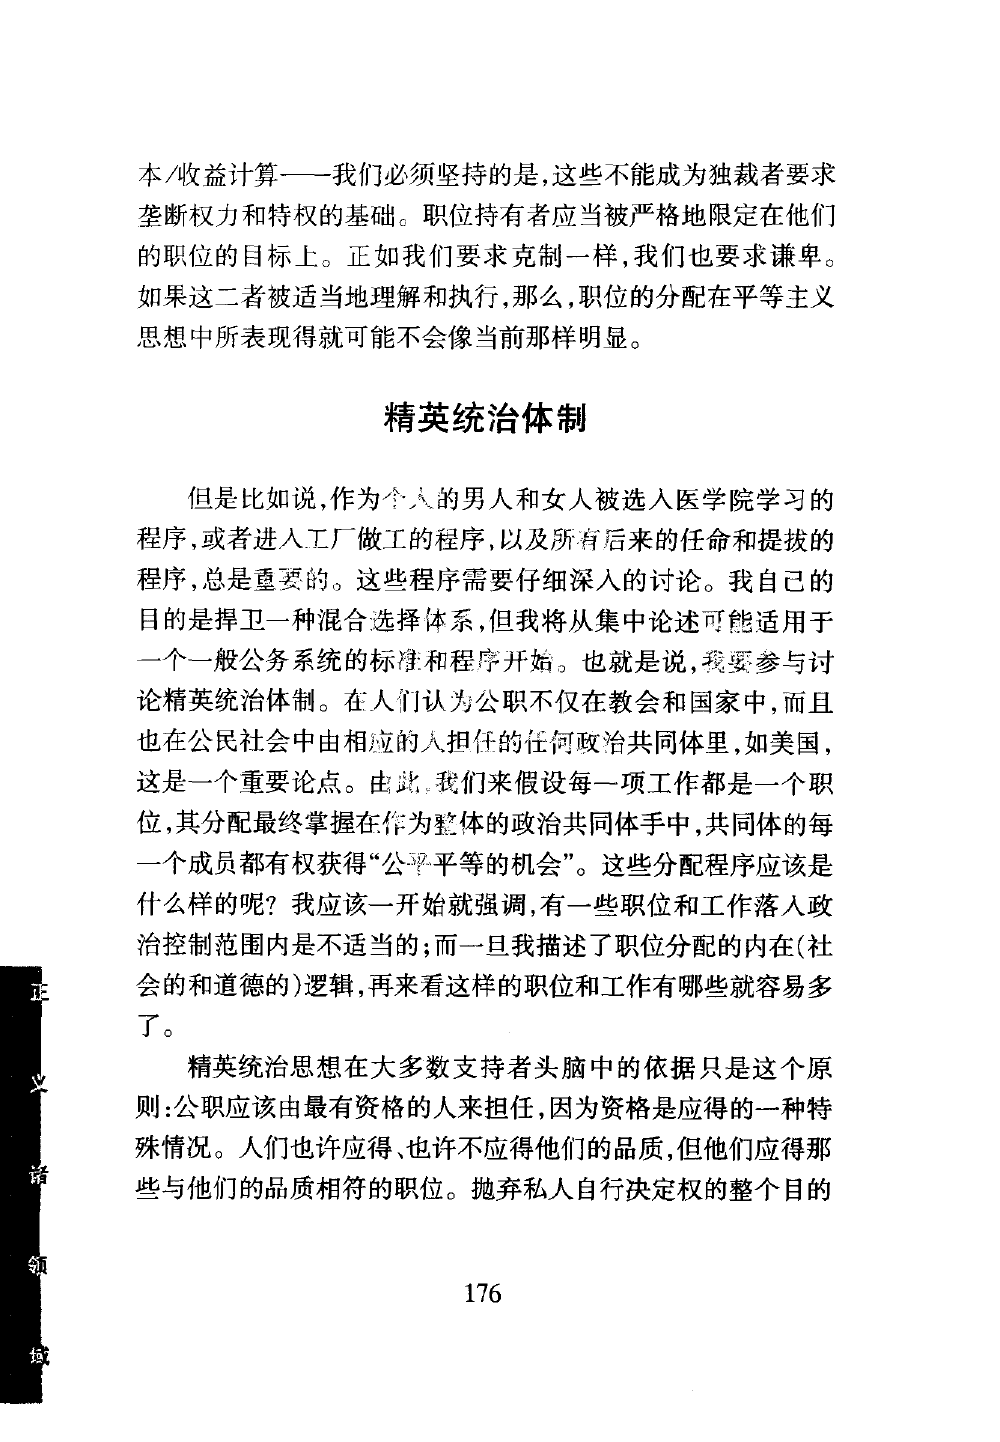 本/收益计算——我们必须坚持的是,这些不能成为独裁者要求
垄断权力和特权的基础。职位持有者应当被严格地限定在他们
的职位的目标上。正如我们要求克制一样,我们也要求谦卑。
如果这二者被适当地理解和执行,那么,职位的分配在平等主义
思想中所表现得就可能不会像当前那样明显。
精英统治体制
但是比如说,作为个人的男人和女人被选入医学院学习的
程序,或者进入工厂做工的程序,以及所有后来的任命和提拔的
程序,总是重要的。这些程序需要仔细深入的讨论。我自己的
目的是捍卫一种混合选择体系,但我将从集中论述可能适用于
一个一般公务系统的标准和程序开始。也就是说,我要参与讨
论精英统治体制。在人们认为公职不仅在教会和国家中,而且
也在公民社会中由相应的人担任的任何政治共同体里,如美国,
这是一个重要论点。由此,我们来假设每一项工作都是一个职
位,其分配最终掌握在作为整体的政治共同体手中,共同体的每
一个成员都有权获得“公平平等的机会”。这些分配程序应该是
什么样的呢?我应该一开始就强调,有一些职位和工作落入政
治控制范围内是不适当的;而一旦我描述了职位分配的内在(社
会的和道德的)逻辑,再来看这样的职位和工作有哪些就容易多
了。
精英统治思想在大多数支持者头脑中的依据只是这个原
则:公职应该由最有资格的人来担任,因为资格是应得的一种特
殊情况。人们也许应得、也许不应得他们的品质,但他们应得那
些与他们的品质相符的职位。抛弃私人自行决定权的整个目的
176
正
义
诸
领
域